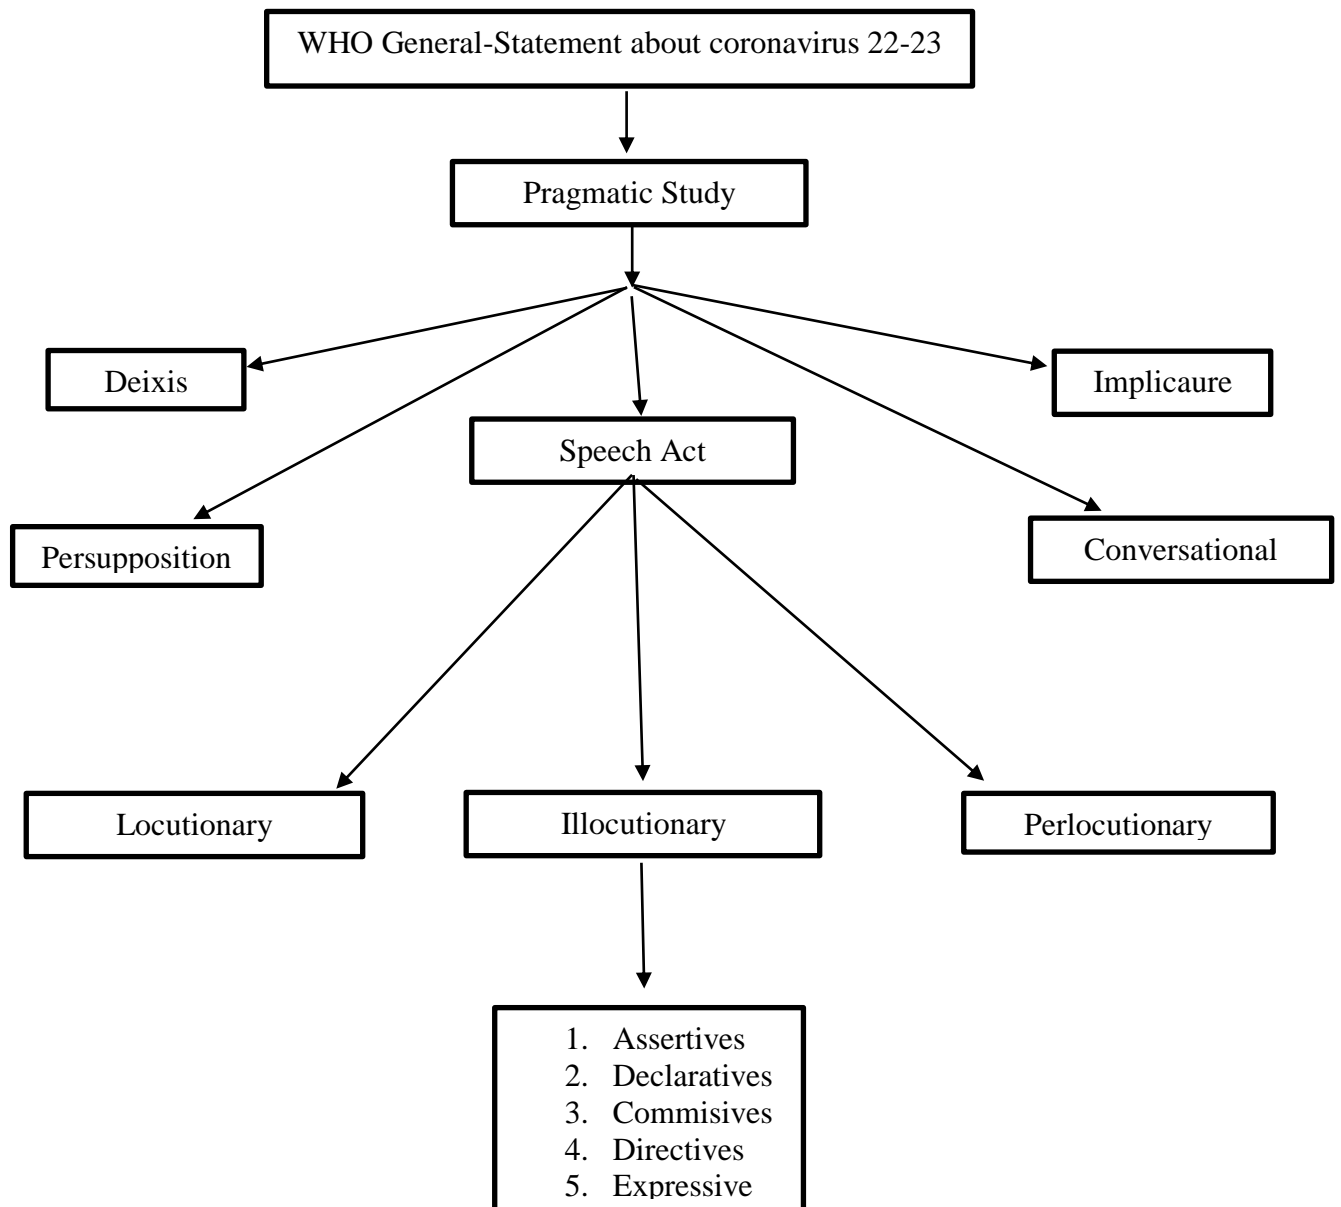 WHO General-Statement about coronavirus 22-23
Pragmatic Study
Deixis
Implicaure
Speech Act
Persupposition
Conversational
Locutionary
Illocutionary
Perlocutionary
1. Assertives
2. Declaratives
3. Commisives
4. Directives
5. Expressive